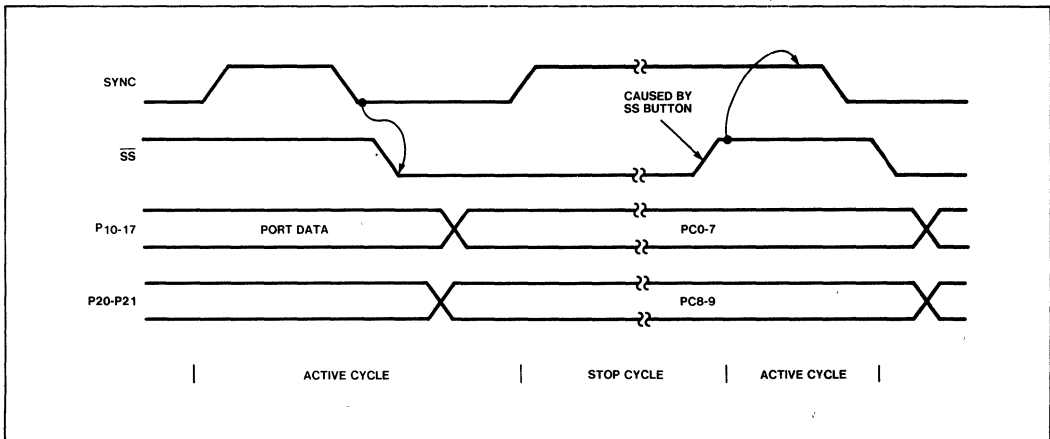 SYNC
CAUSED BY
SS BUTTON
SS
P10-17
PORT DATA
PC0-7
P20-P21
PC8-9
ACTIVE CYCLE
STOP CYCLE
ACTIVE CYCLE